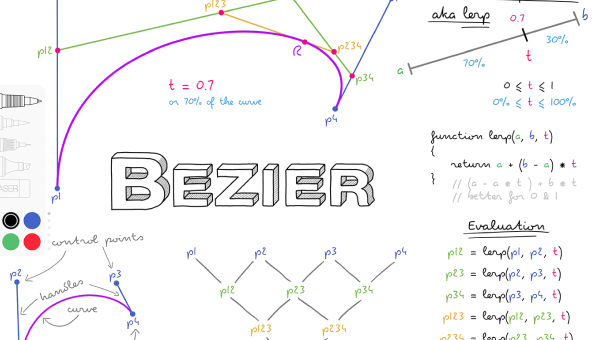 p123
p12
R
p234
p34
p4
p1
t = 0.7
or 70% of the curve
aka lerp
0.7
b
30%
t
70%
a
0 ≤ t ≤ 1
0% ≤ t ≤ 100%
function lerp(a, b, t)
{
return a + (b - a) * t
// (a - a * t) + b * t
// better for 0 & 1
}
BEZIER
control points
p2
p3
handles
curve
p4
p1 p2 p3 p4
p12 p23 p34
p123 p234
Evaluation
p12 = lerp(p1, p2, t)
p23 = lerp(p2, p3, t)
p34 = lerp(p3, p4, t)
p123 = lerp(p12, p23, t)
p234 = lerp(p23, p34, t)